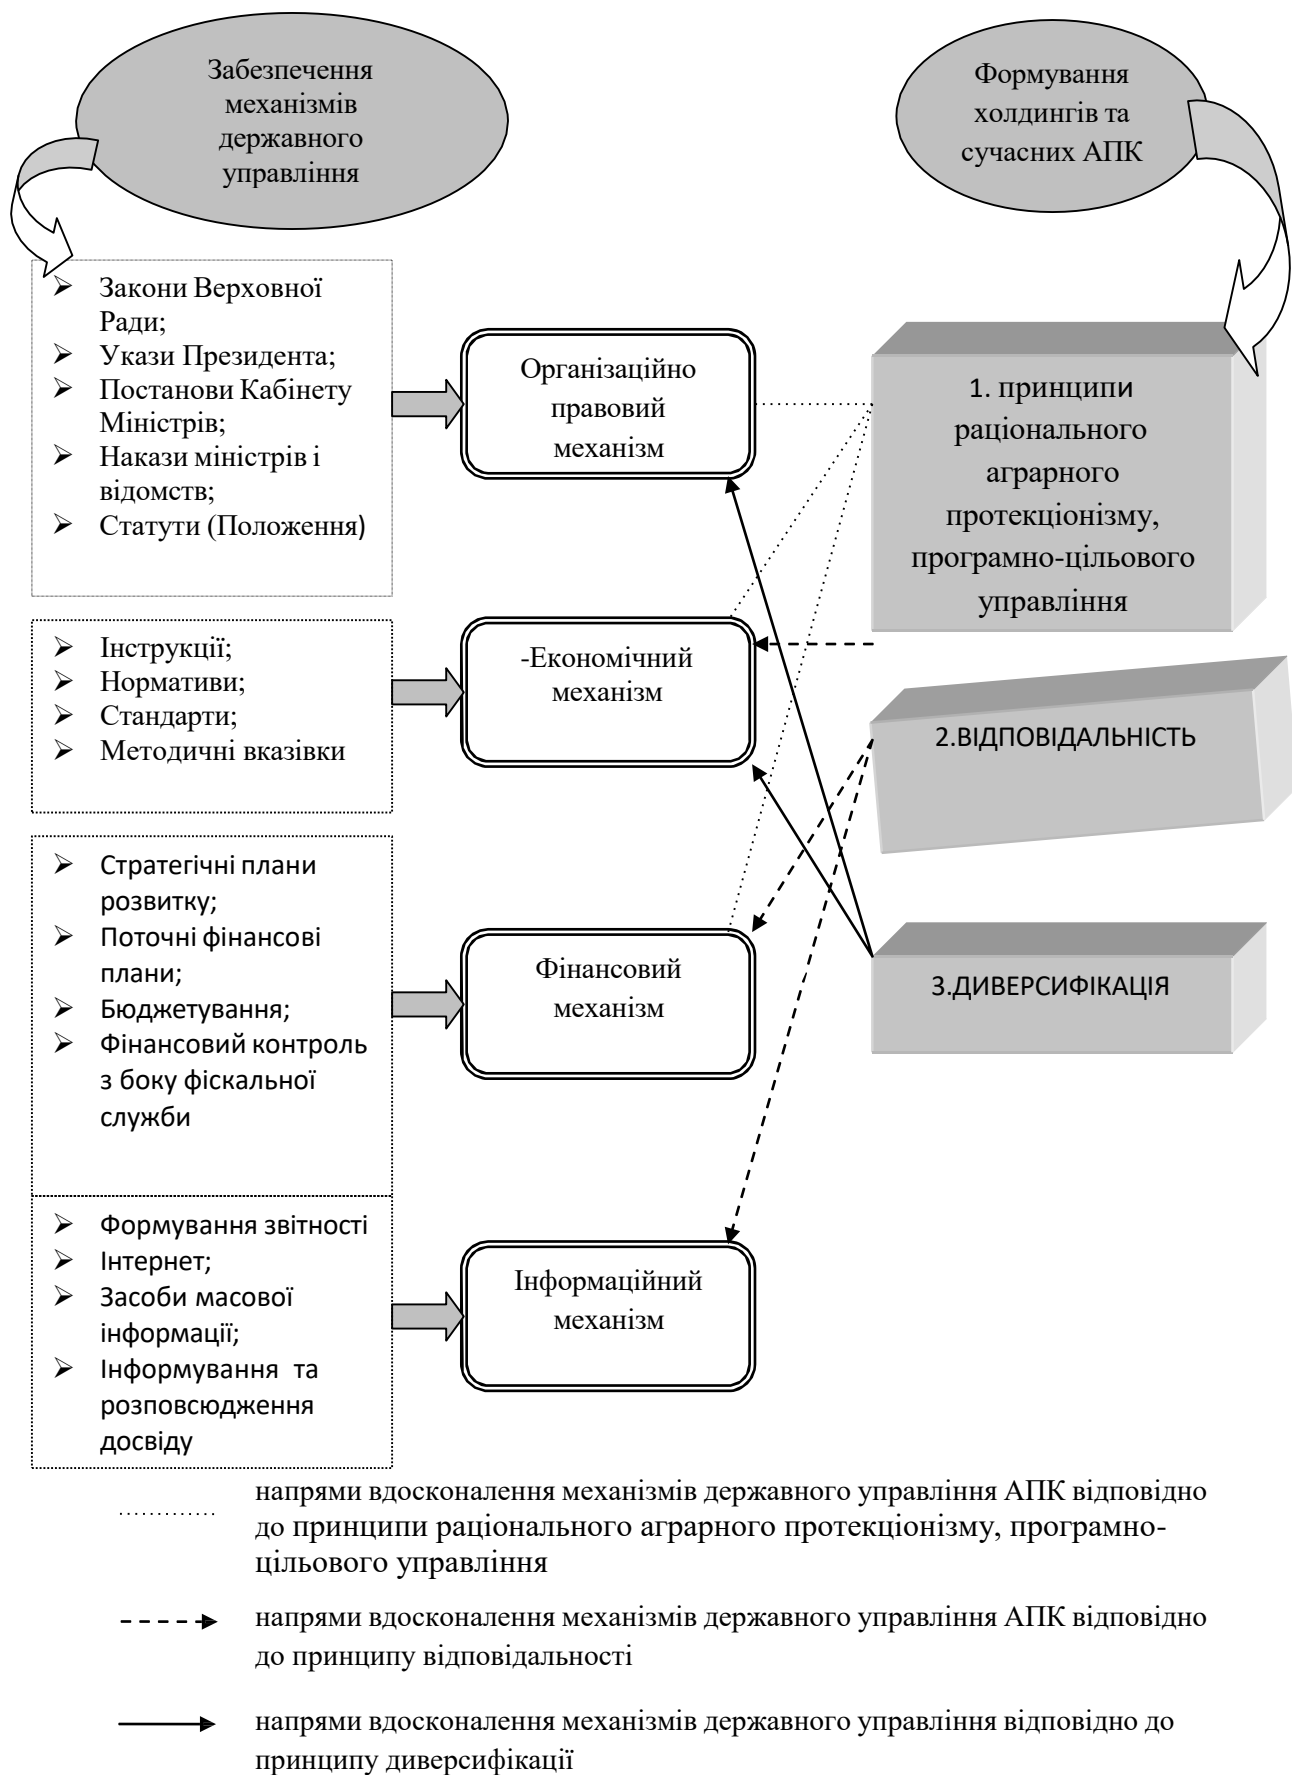 Забезпечення
механізмів
державного
управління
Формування
холдингів та
сучасних АПК
➢ Закони Верховної
Ради;
➢ Укази Президента;
➢ Постанови Кабінету
Міністрів;
➢ Накази міністрів і
відомств;
➢ Статути (Положення)
Організаційно
правовий
механізм
1. принципи
раціонального
аграрного
протекціонізму,
програмно-цільового
управління
➢ Інструкції;
➢ Нормативи;
➢ Стандарти;
➢ Методичні вказівки
-Економічний
механізм
2.ВІДПОВІДАЛЬНІСТЬ
➢ Стратегічні плани
розвитку;
➢ Поточні фінансові
плани;
➢ Бюджетування;
➢ Фінансовий контроль
з боку фіскальної
служби
Фінансовий
механізм
3.ДИВЕРСИФІКАЦІЯ
➢ Формування звітності
➢ Інтернет;
➢ Засоби масової
інформації;
➢ Інформування та
розповсюдження
досвіду
Інформаційний
механізм
напрями вдосконалення механізмів державного управління АПК відповідно
до принципи раціонального аграрного протекціонізму, програмно-
цільового управління
напрями вдосконалення механізмів державного управління АПК відповідно
до принципу відповідальності
напрями вдосконалення механізмів державного управління відповідно до
принципу диверсифікації